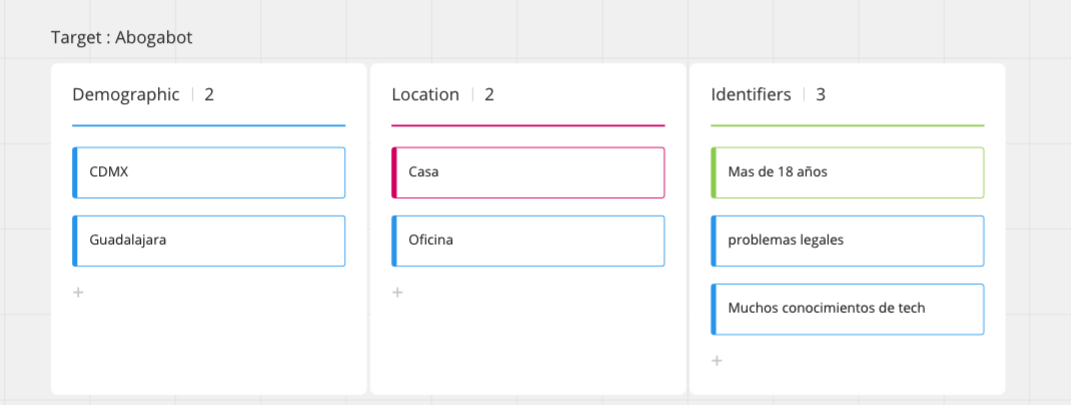 Target : Abogabot
Demographic 2
CDMX
Guadalajara
+
Location 2
Casa
Oficina
+
Identifiers 3
Mas de 18 años
problemas legales
Muchos conocimientos de tech
+